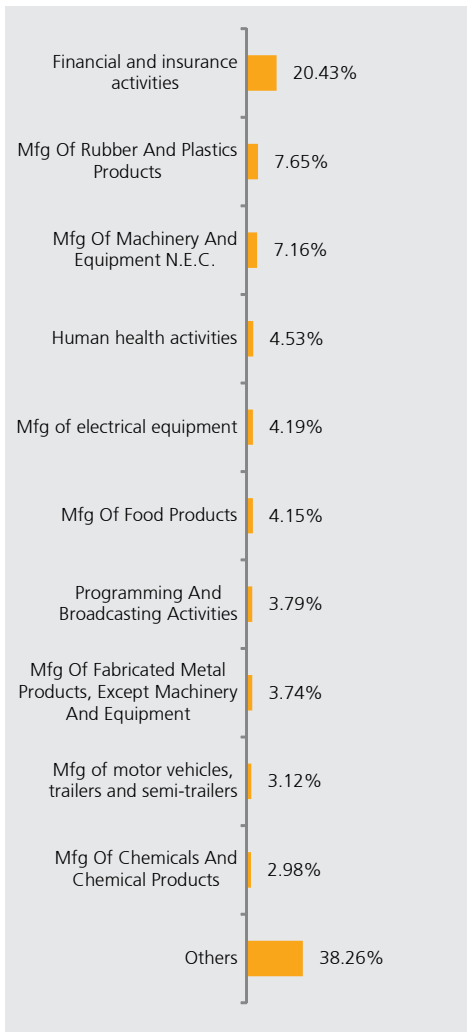 Financial and insurance
activities
20.43%
Mfg Of Rubber And Plastics
Products
7.65%
Mfg Of Machinery And
Equipment N.E.C.
7.16%
Human health activities
4.53%
Mfg of electrical equipment
4.19%
Mfg Of Food Products
4.15%
Programming And
Broadcasting Activities
3.79%
Mfg Of Fabricated Metal
Products, Except Machinery
And Equipment
3.74%
Mfg of motor vehicles,
trailers and semi-trailers
3.12%
Mfg Of Chemicals And
Chemical Products
2.98%
Others
38.26%